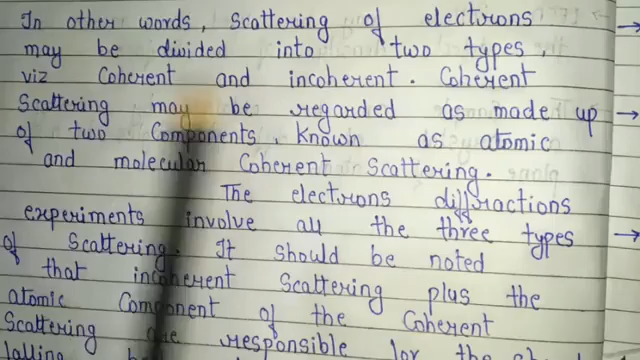 In other words, Scattering of electrons
may be divided into two types,
viz Coherent and incoherent. Coherent
Scattering may be regarded as made up
of two Components, Known as atomic
and molecular Coherent Scattering.
The electrons diffractions
experiments involve all the three types
of Scattering. It should be noted
that incoherent Scattering plus the
atomic Component of the Coherent
Scattering are responsible for the
falling